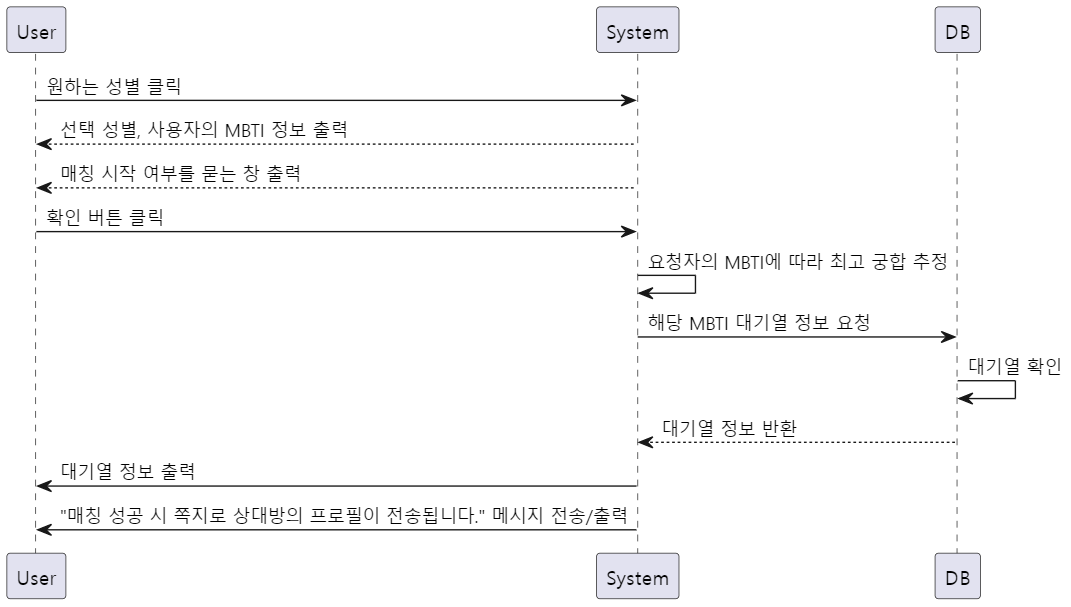 User
System
DB
원하는 성별 클릭
선택 성별, 사용자의 MBTI 정보 출력
매칭 시작 여부를 묻는 창 출력
확인 버튼 클릭
요청자의 MBTI에 따라 최고 궁합 추정
해당 MBTI 대기열 정보 요청
대기열 확인
대기열 정보 반환
대기열 정보 출력
"매칭 성공 시 쪽지로 상대방의 프로필이 전송됩니다." 메시지 전송/출력
User
System
DB